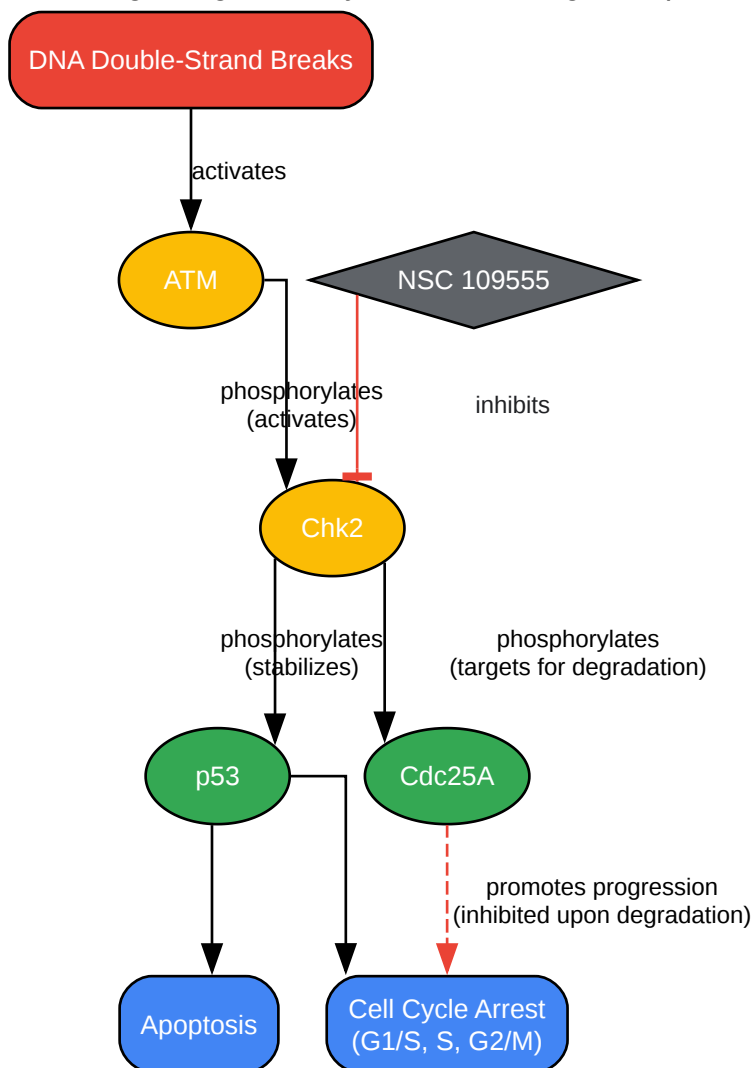 DNA Double-Strand Breaks
activates
ATM
NSC 109555
phosphorylates
(activates)
inhibits
Chk2
phosphorylates
(stabilizes)
phosphorylates
(targets for degradation)
p53
Cdc25A
promotes progression
(inhibited upon degradation)
Apoptosis
Cell Cycle Arrest
(G1/S, S, G2/M)